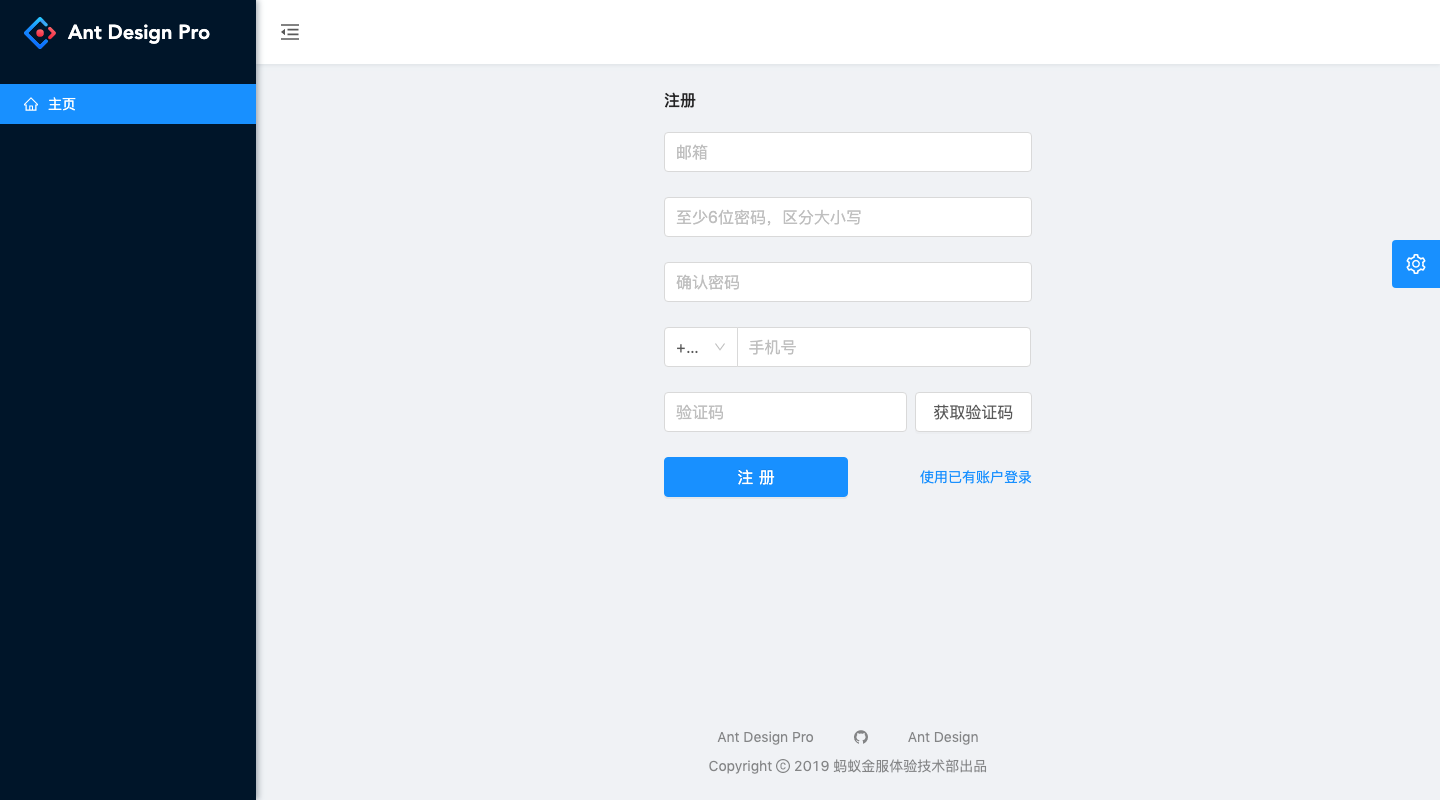 Ant Design Pro
主页
注册
邮箱
至少6位密码，区分大小写
确认密码
+... 手机号
验证码 获取验证码
注 册 使用已有账户登录
Ant Design Pro Ant Design
Copyright © 2019 蚂蚁金服体验技术部出品